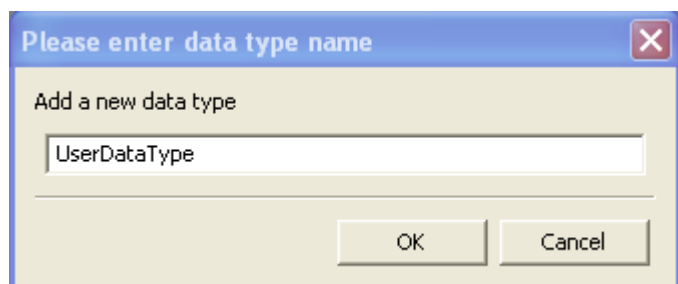 Please enter data type name
Add a new data type
UserDataType
OK Cancel